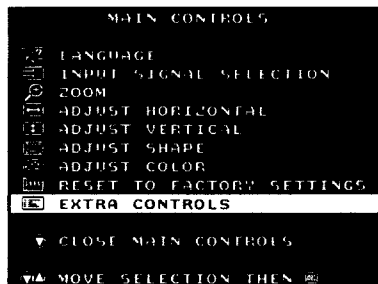 MAIN CONTROLS
LANGUAGE
INPUT SIGNAL SELECTION
ZOOM
ADJUST HORIZONTAL
ADJUST VERTICAL
ADJUST SHAPE
ADJUST COLOR
RESET TO FACTORY SETTINGS
EXTRA CONTROLS
CLOSE MAIN CONTROLS
MOVE SELECTION THEN